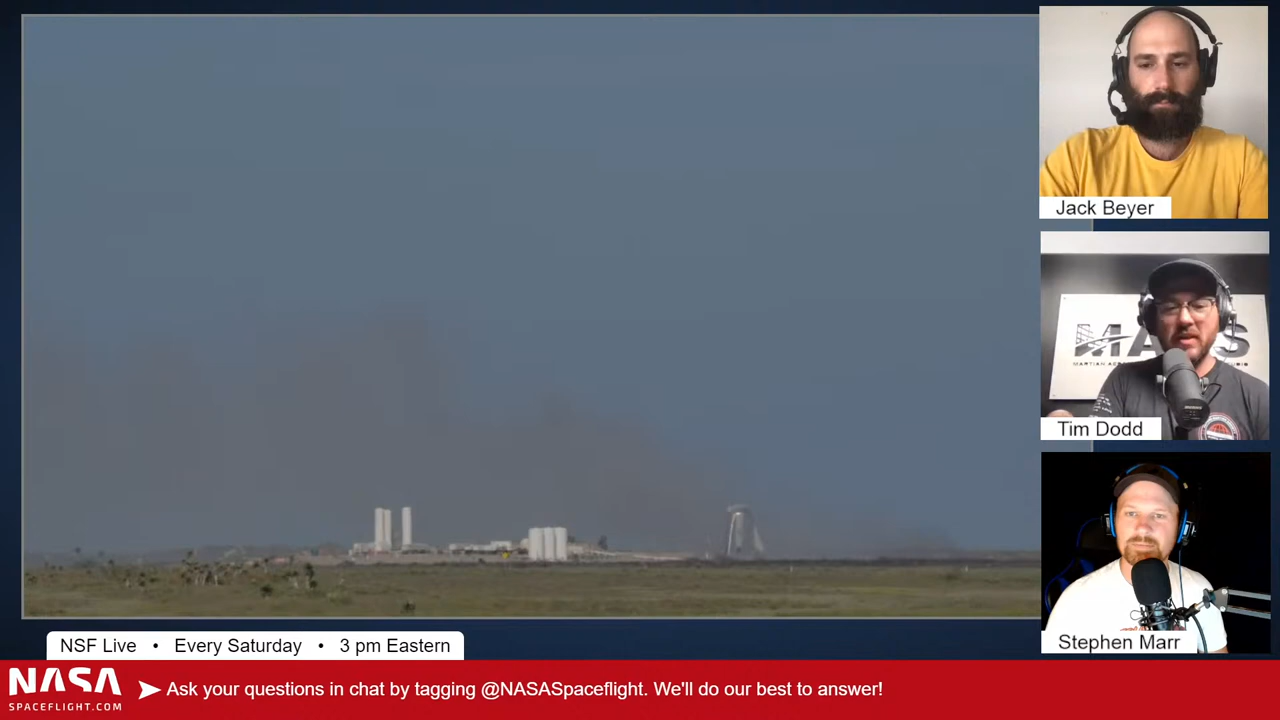 Jack Beyer
MARS
Tim Dodd
Stephen Marr
NSF Live • Every Saturday • 3 pm Eastern
NASA
SPACEFLIGHT.COM
Ask your questions in chat by tagging @NASASpaceflight. We'll do our best to answer!